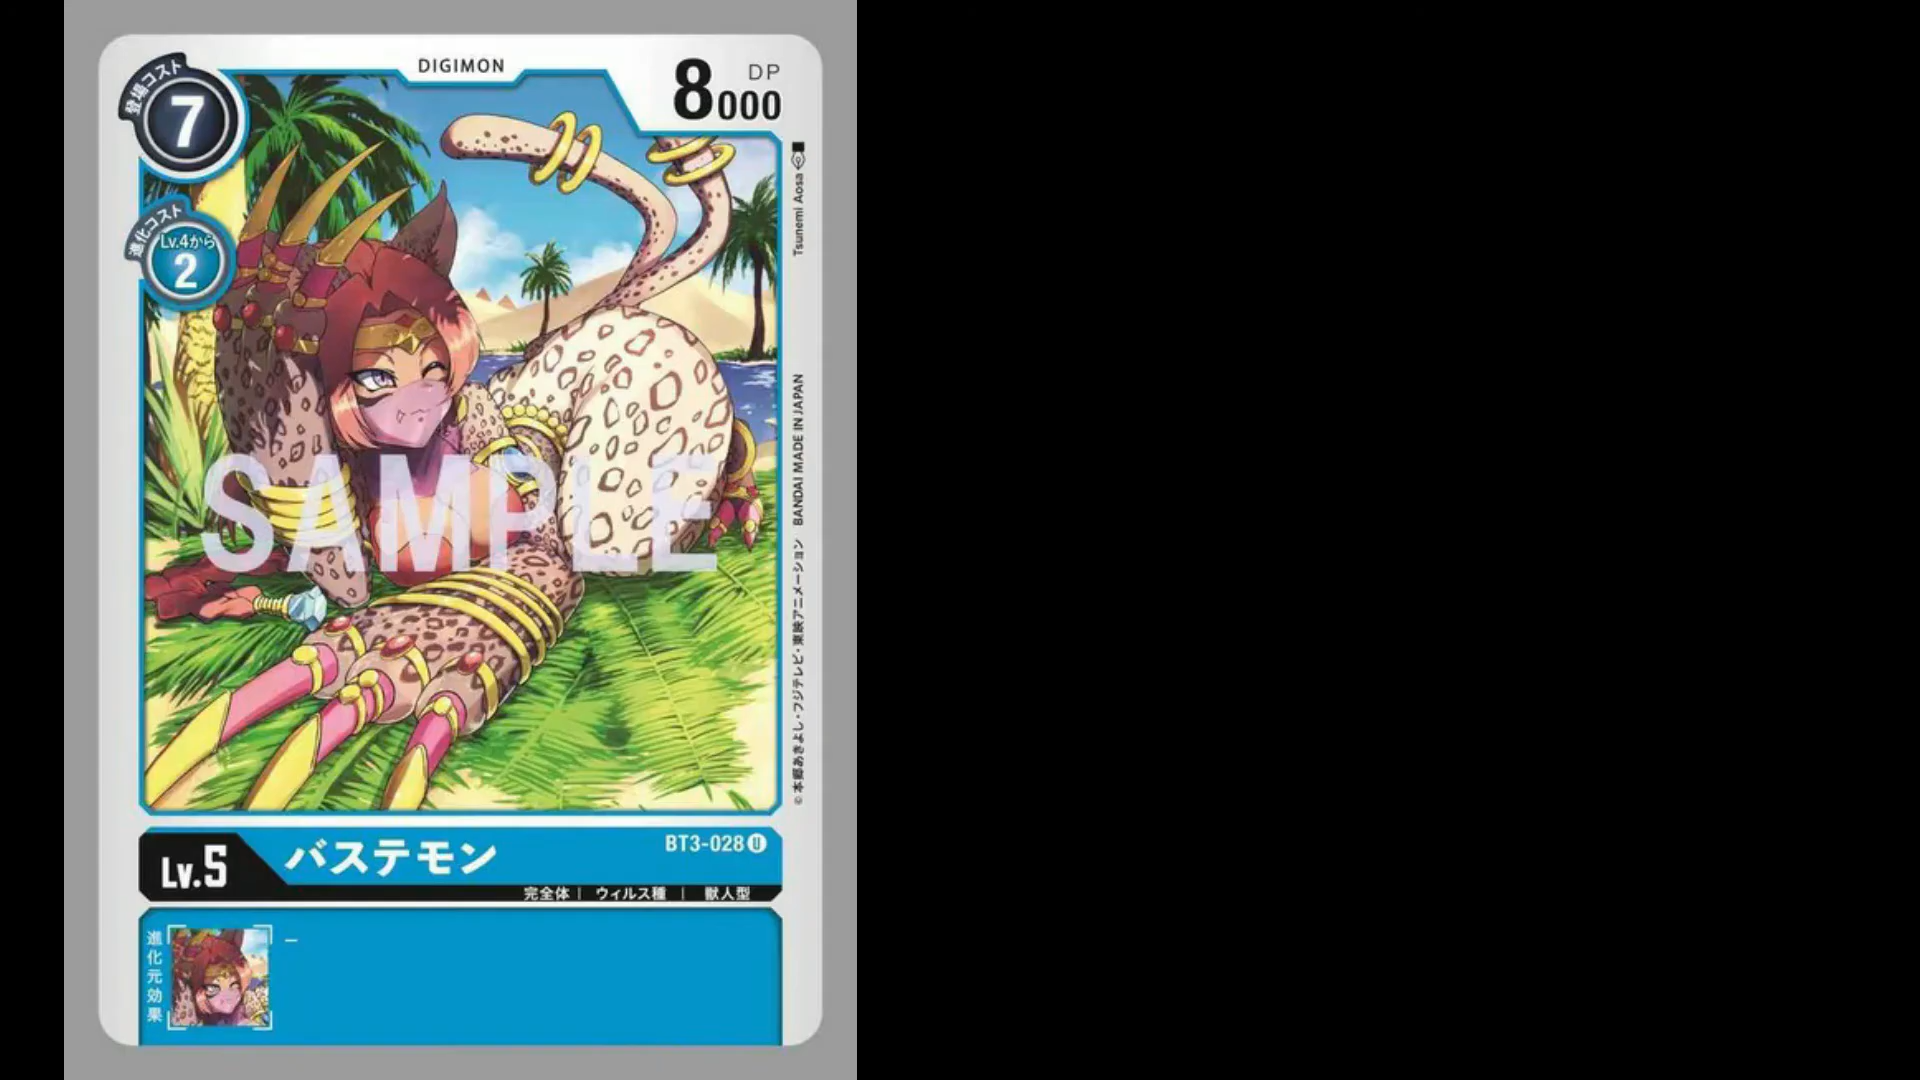 DIGIMON
登場コスト
7
DP
8000
進化コスト
Lv.4から
2
Tsunemi Aosa
BANDAI MADE IN JAPAN
© 本郷あきよし・フジテレビ・東映アニメーション
SAMPLE
Lv.5
バステモン
BT3-028 U
完全体 | ウィルス種 | 獣人型
進化元効果
–